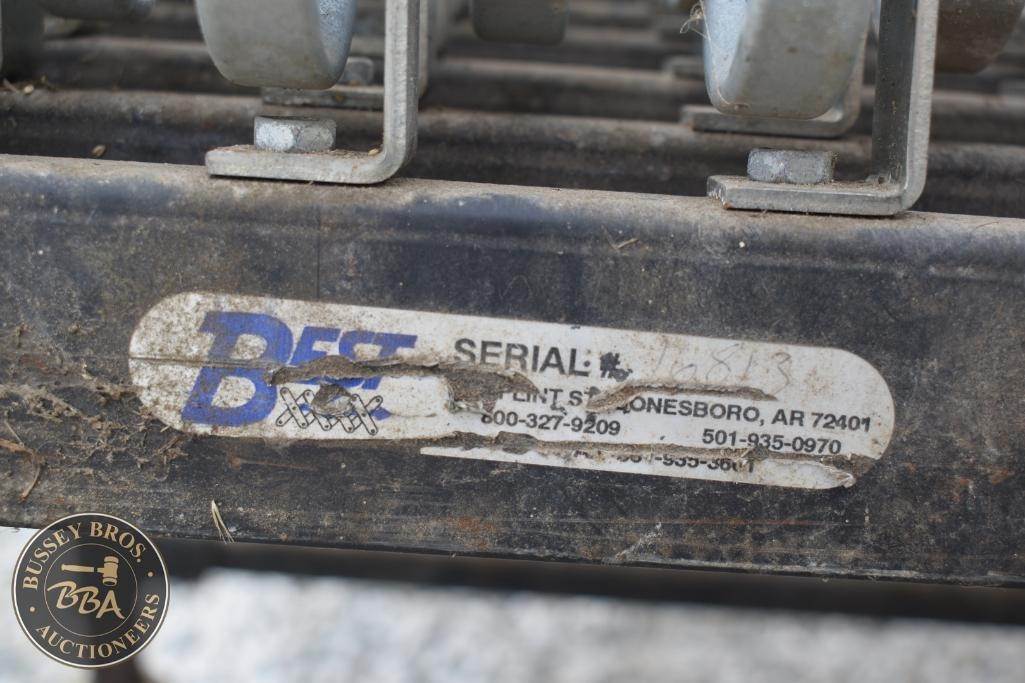 BEST
SERIAL # 16813
FLINT ST. JONESBORO, AR 72401
800-327-9209 501-935-0970
BUSSEY BROS.
BBA
AUCTIONEERS